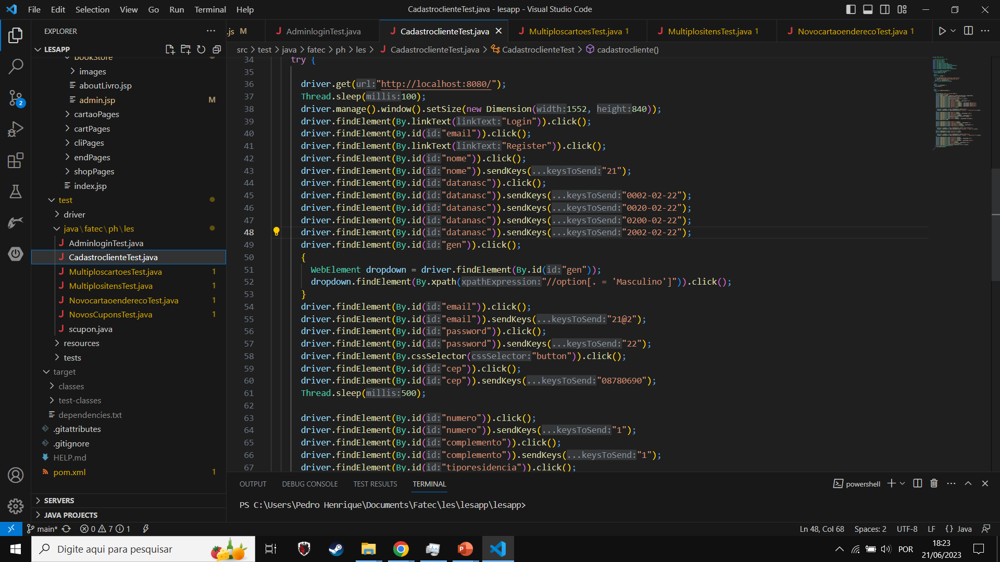 File Edit Selection View Go Run Terminal Help
CadastroclienteTest.java - lesapp - Visual Studio Code
EXPLORER
LESAPP
bookStore
images
aboutLivro.jsp
admin.jsp M
cartaoPages
cartPages
cliPages
endPages
shopPages
index.jsp
test
driver
java\fatec\ph\les
AdminloginTest.java
CadastroclienteTest.java
MultiploscartoesTest.java 1
MultiplositensTest.java 1
NovocartaoenderecoTest.java 1
NovosCuponsTest.java 1
scupon.java
resources
tests
target
classes
test-classes
dependencies.txt
.gitattributes
.gitignore
HELP.md
pom.xml 1
SERVERS
JAVA PROJECTS
2
.js M
AdminloginTest.java
CadastroclienteTest.java
MultiploscartoesTest.java 1
MultiplositensTest.java 1
NovocartaoenderecoTest.java 1
src > test > java > fatec > ph > les > CadastroclienteTest.java > CadastroclienteTest > cadastrocliente()
34 try {
35
36 driver.get(url:"http://localhost:8080/");
37 Thread.sleep(millis:100);
38 driver.manage().window().setSize(new Dimension(width:1552, height:840));
39 driver.findElement(By.linkText(linkText:"Login")).click();
40 driver.findElement(By.id(id:"email")).click();
41 driver.findElement(By.linkText(linkText:"Register")).click();
42 driver.findElement(By.id(id:"nome")).click();
43 driver.findElement(By.id(id:"nome")).sendKeys(...keysToSend:"21");
44 driver.findElement(By.id(id:"datanasc")).click();
45 driver.findElement(By.id(id:"datanasc")).sendKeys(...keysToSend:"0002-02-22");
46 driver.findElement(By.id(id:"datanasc")).sendKeys(...keysToSend:"0020-02-22");
47 driver.findElement(By.id(id:"datanasc")).sendKeys(...keysToSend:"0200-02-22");
48 driver.findElement(By.id(id:"datanasc")).sendKeys(...keysToSend:"2002-02-22");
49 driver.findElement(By.id(id:"gen")).click();
50 {
51 WebElement dropdown = driver.findElement(By.id(id:"gen"));
52 dropdown.findElement(By.xpath(xpathExpression:"//option[. = 'Masculino']")).click();
53 }
54 driver.findElement(By.id(id:"email")).click();
55 driver.findElement(By.id(id:"email")).sendKeys(...keysToSend:"21@2");
56 driver.findElement(By.id(id:"password")).click();
57 driver.findElement(By.id(id:"password")).sendKeys(...keysToSend:"22");
58 driver.findElement(By.cssSelector(cssSelector:"button")).click();
59 driver.findElement(By.id(id:"cep")).click();
60 driver.findElement(By.id(id:"cep")).sendKeys(...keysToSend:"08780690");
61 Thread.sleep(millis:500);
62
63 driver.findElement(By.id(id:"numero")).click();
64 driver.findElement(By.id(id:"numero")).sendKeys(...keysToSend:"1");
65 driver.findElement(By.id(id:"complemento")).click();
66 driver.findElement(By.id(id:"complemento")).sendKeys(...keysToSend:"1");
67 driver.findElement(By.id(id:"tiporesidencia")).click();
OUTPUT DEBUG CONSOLE TEST RESULTS TERMINAL
powershell
PS C:\Users\Pedro Henrique\Documents\Fatec\les\lesapp\lesapp>
main* 0 7 1
Ln 48, Col 68 Spaces: 2 UTF-8 LF {} Java
Digite aqui para pesquisar
POR
18:23
21/06/2023